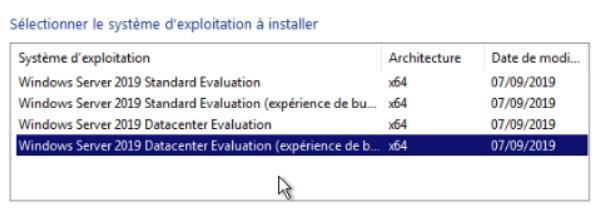 Sélectionner le système d'exploitation à installer
Système d'exploitation Architecture Date de modi...
Windows Server 2019 Standard Evaluation x64 07/09/2019
Windows Server 2019 Standard Evaluation (expérience de bu... x64 07/09/2019
Windows Server 2019 Datacenter Evaluation x64 07/09/2019
Windows Server 2019 Datacenter Evaluation (expérience de b... x64 07/09/2019